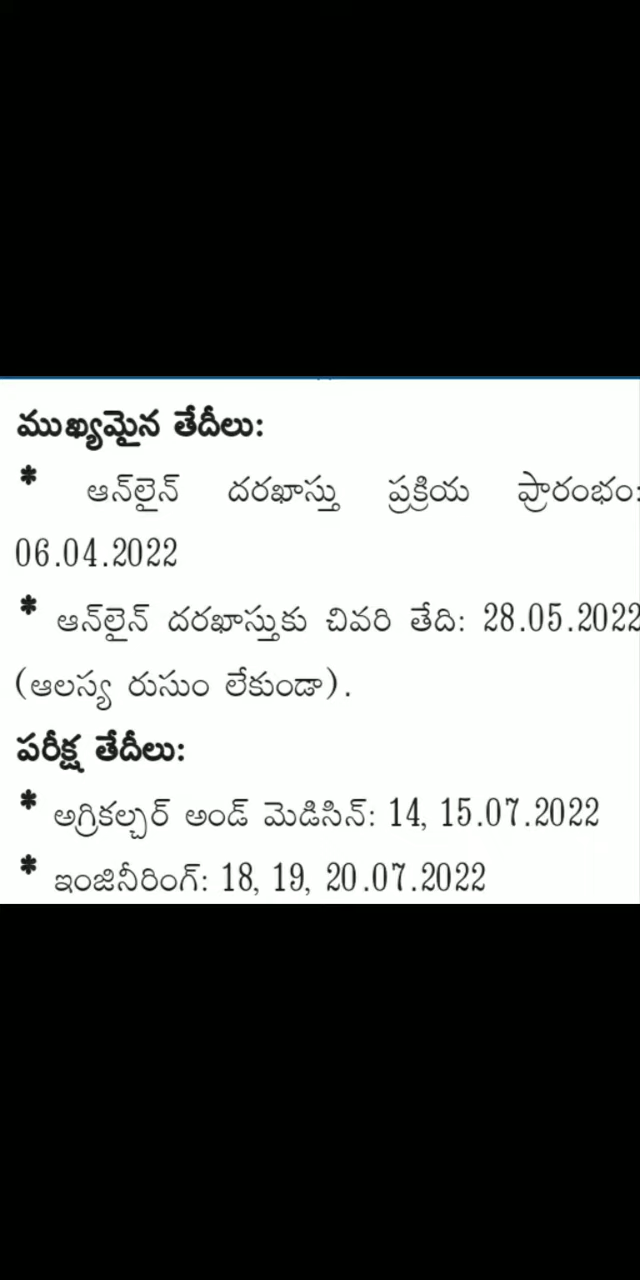 ముఖ్యమైన తేదీలు:
* ఆన్‌లైన్ దరఖాస్తు ప్రక్రియ ప్రారంభం:
06.04.2022
* ఆన్‌లైన్ దరఖాస్తుకు చివరి తేది: 28.05.2022
(ఆలస్య రుసుం లేకుండా).
పరీక్ష తేదీలు:
* అగ్రికల్చర్ అండ్ మెడిసిన్: 14, 15.07.2022
* ఇంజినీరింగ్: 18, 19, 20.07.2022